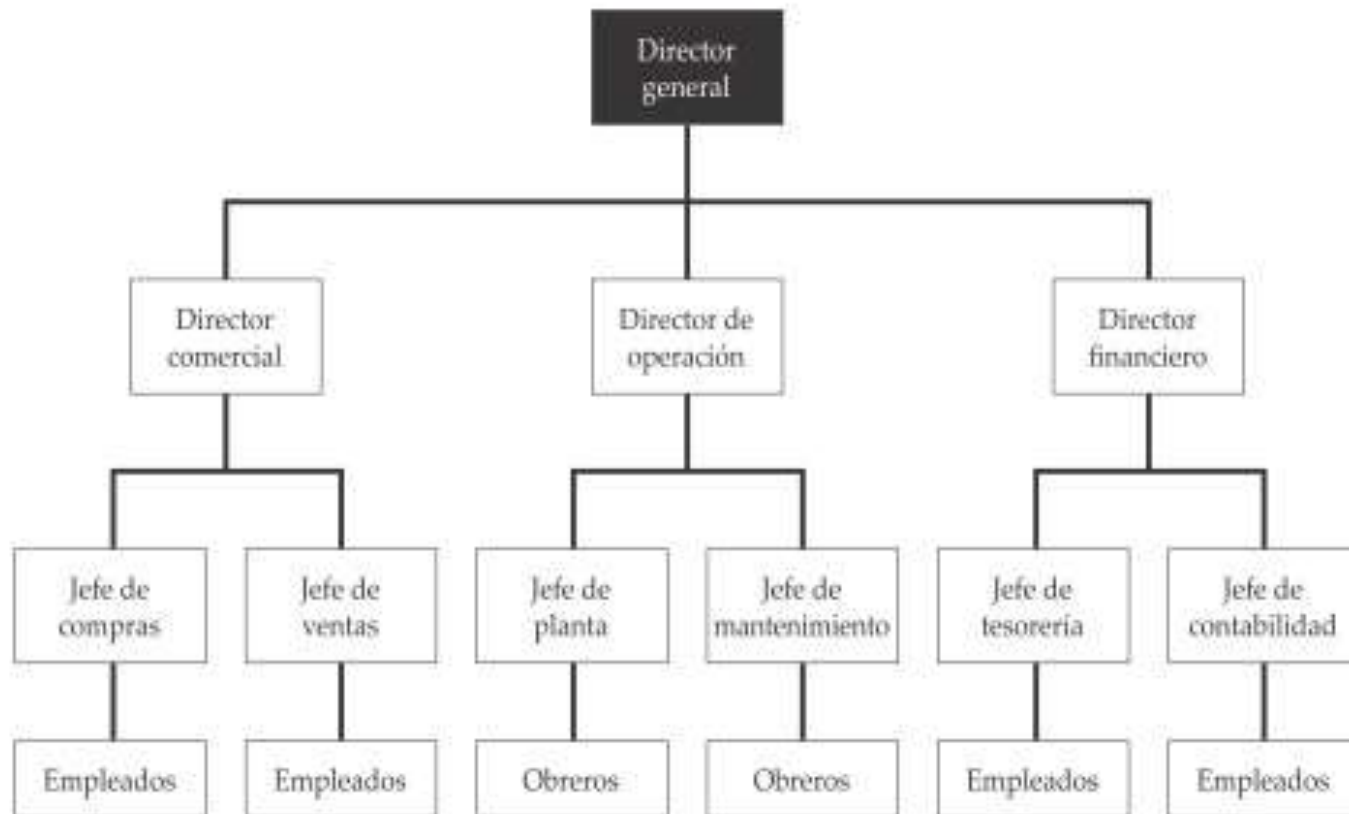 Director
general
Director
comercial
Director de
operación
Director
financiero
Jefe de
compras
Jefe de
ventas
Jefe de
planta
Jefe de
mantenimiento
Jefe de
tesorería
Jefe de
contabilidad
Empleados
Empleados
Obreros
Obreros
Empleados
Empleados